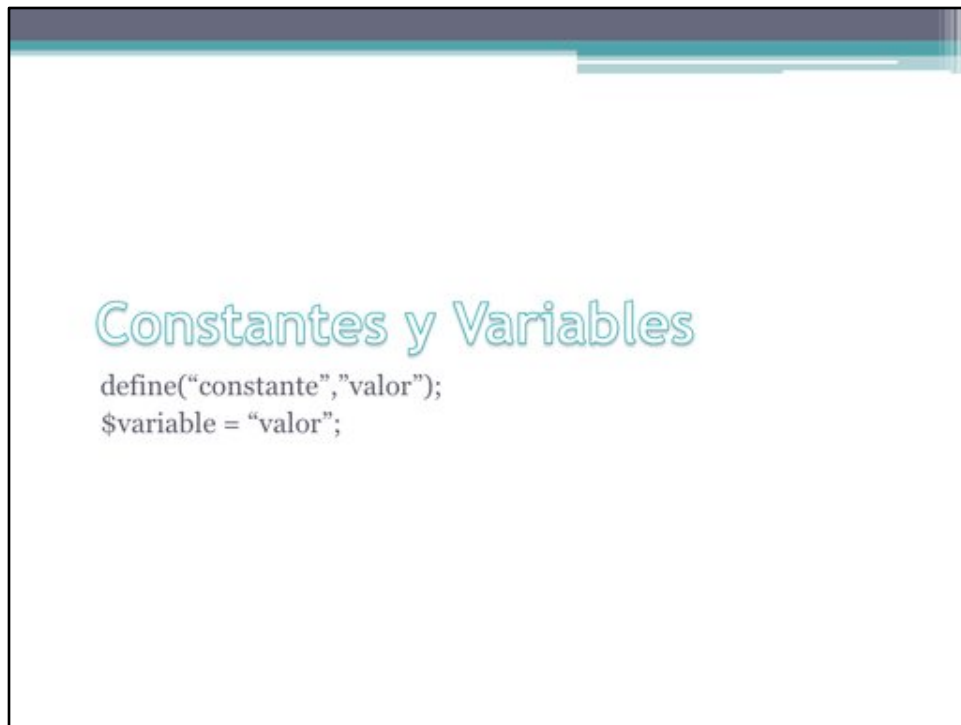 Constantes y Variables
define(“constante”,”valor”);
$variable = “valor”;